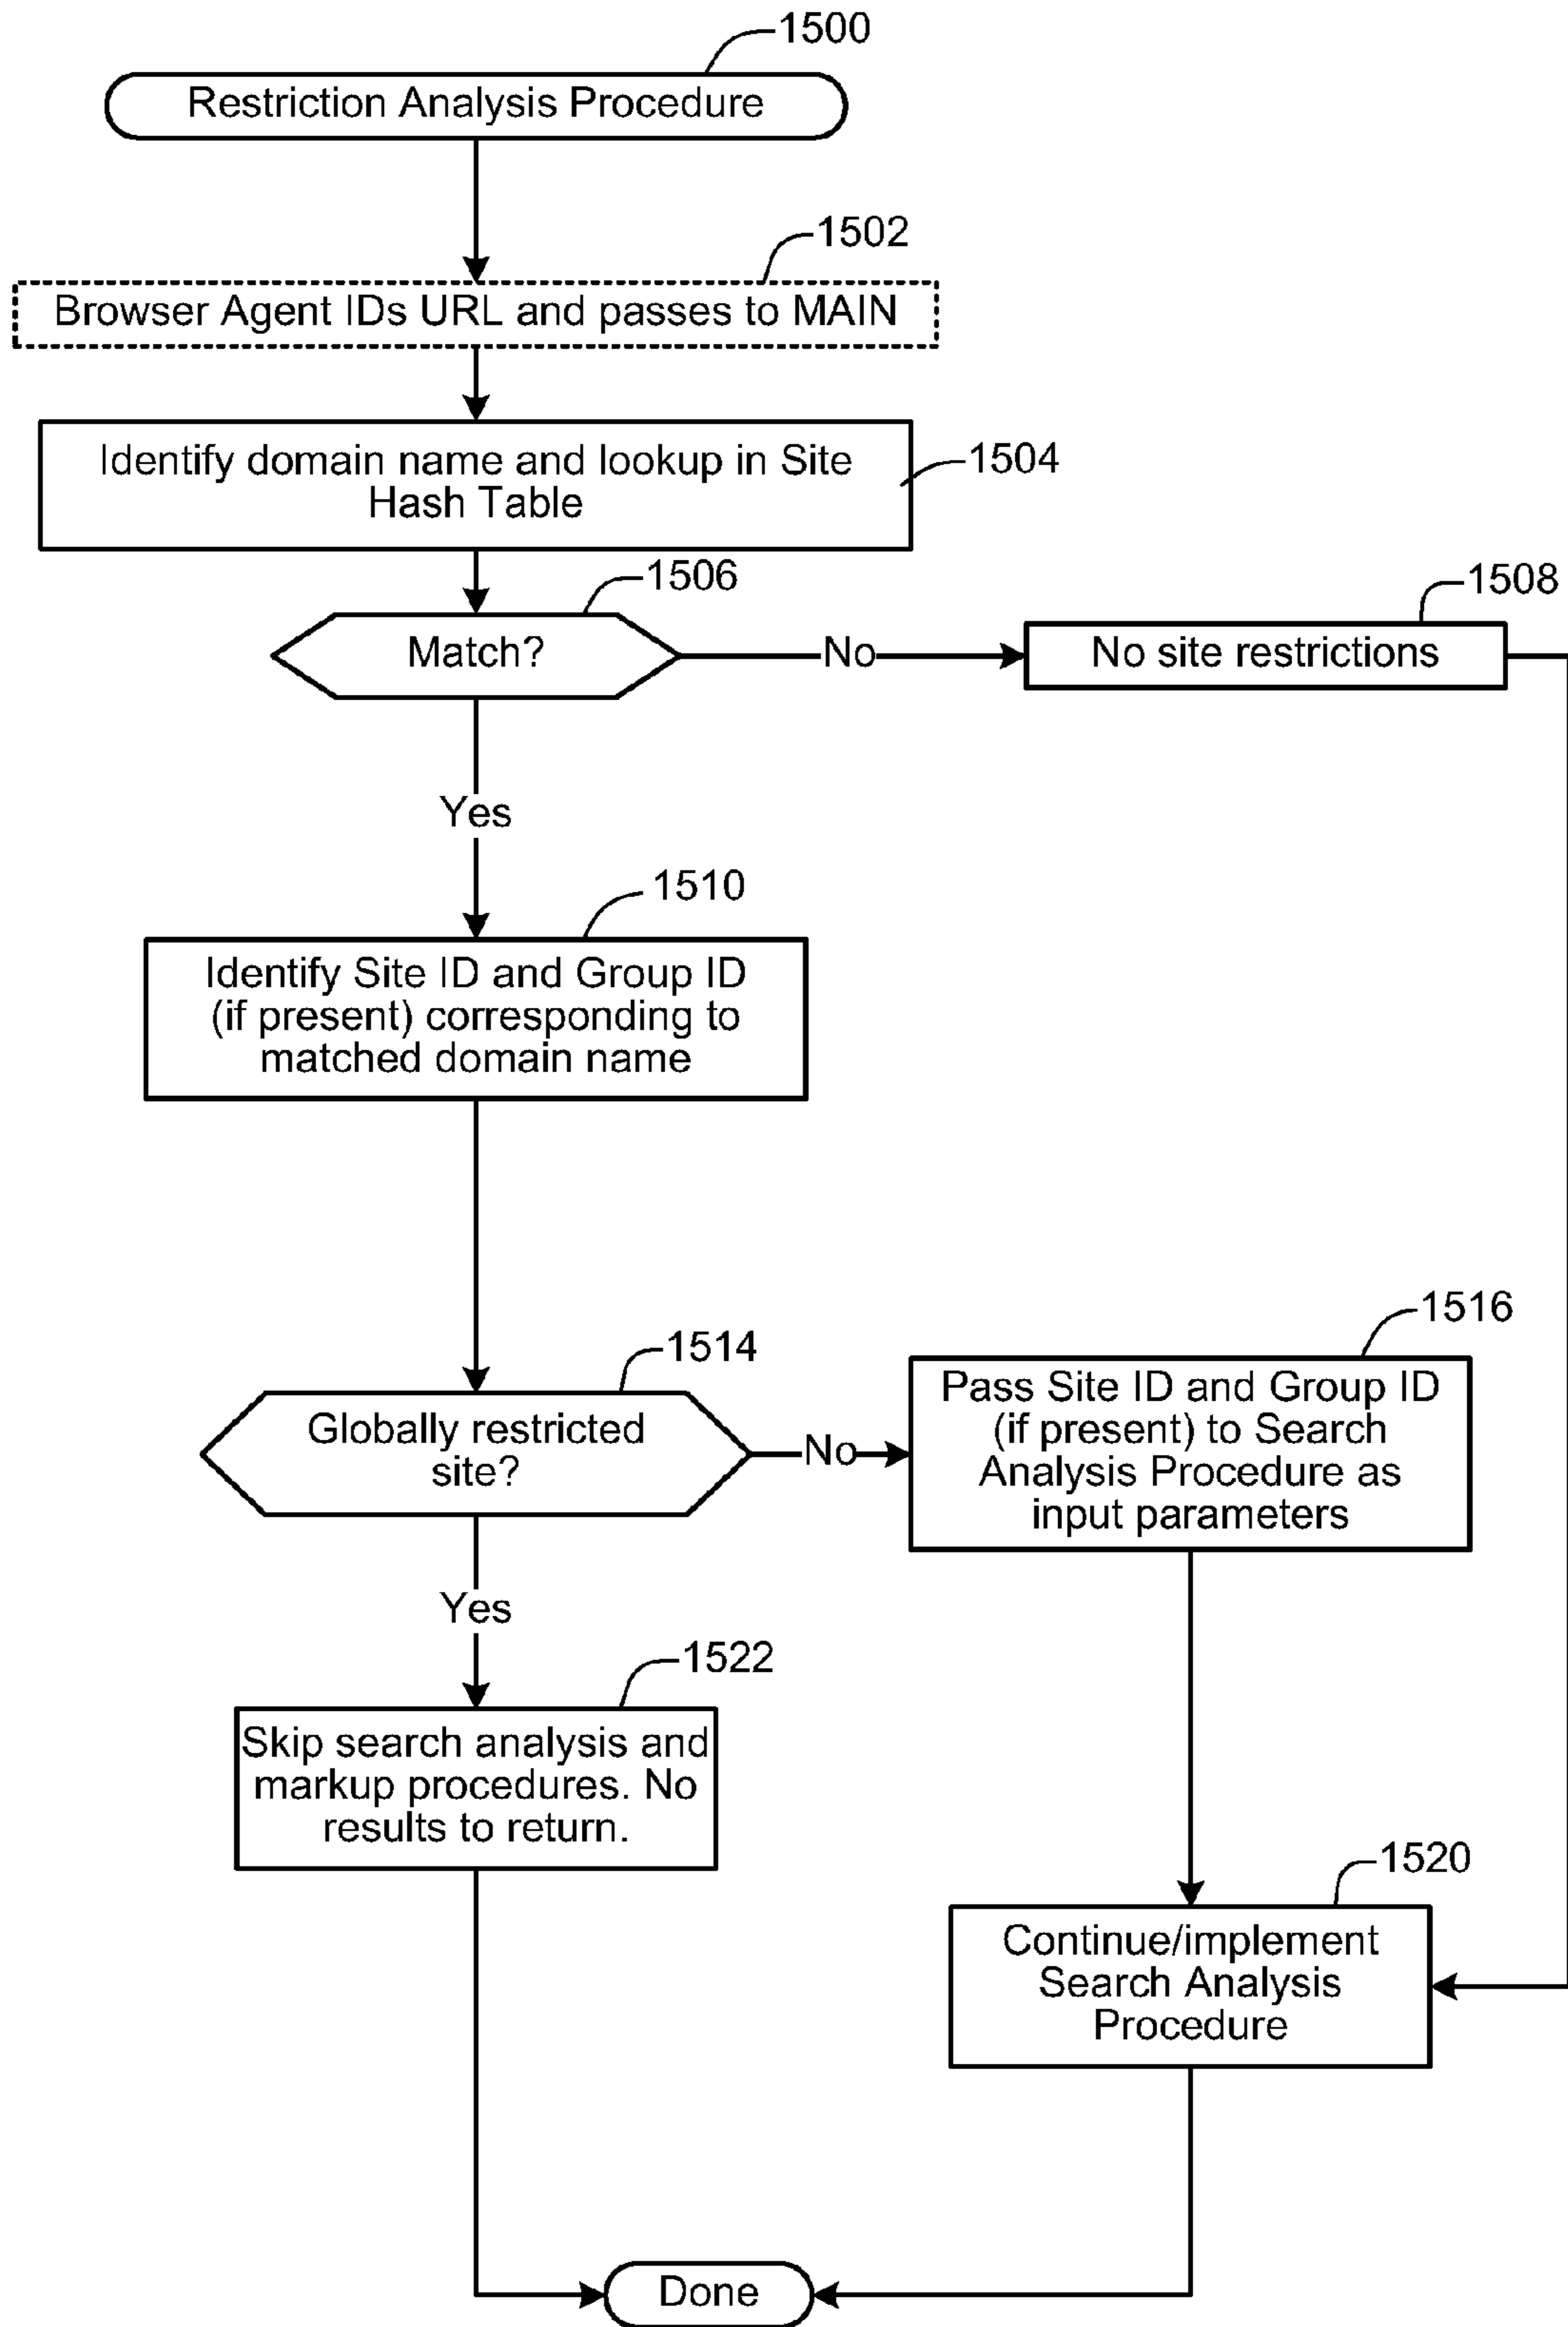 1500
Restriction Analysis Procedure
1502
Browser Agent IDs URL and passes to MAIN
Identify domain name and lookup in Site
Hash Table
1504
1506
Match?
No
1508
No site restrictions
Yes
1510
Identify Site ID and Group ID
(if present) corresponding to
matched domain name
1514
Globally restricted
site?
No
1516
Pass Site ID and Group ID
(if present) to Search
Analysis Procedure as
input parameters
Yes
1522
Skip search analysis and
markup procedures. No
results to return.
1520
Continue/implement
Search Analysis
Procedure
Done